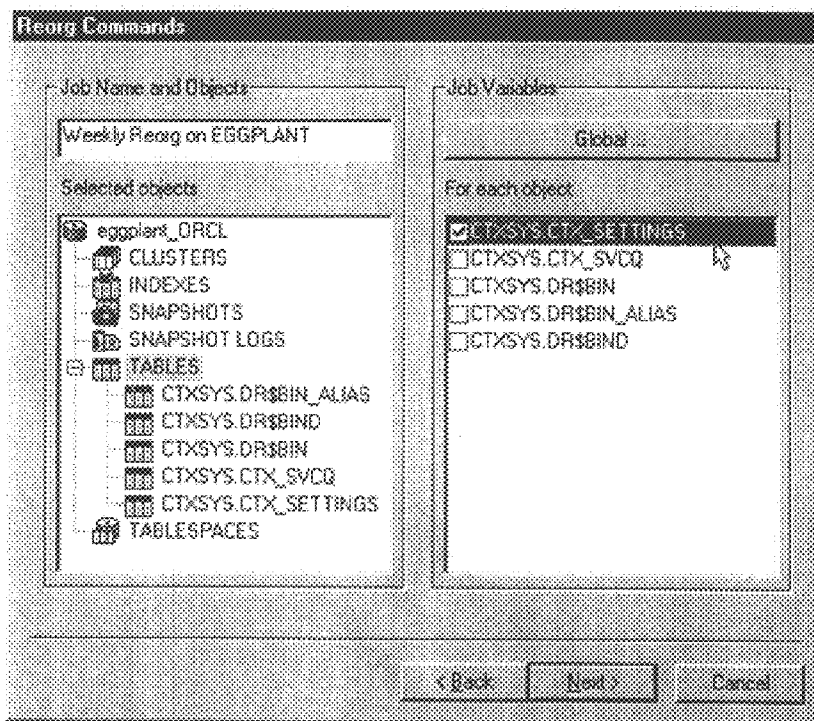 Reorg Commands
Job Name and Objects
Weekly Reorg on EGGPLANT
Selected objects
eggplant_ORCL
CLUSTERS
INDEXES
SNAPSHOTS
SNAPSHOT LOGS
TABLES
CTXSYS.DR$BIN_ALIAS
CTXSYS.DR$BIND
CTXSYS.DR$BIN
CTXSYS.CTX_SVCQ
CTXSYS.CTX_SETTINGS
TABLESPACES
Job Variables
Global ...
For each object
CTXSYS.CTX_SETTINGS
CTXSYS.CTX_SVCQ
CTXSYS.DR$BIN
CTXSYS.DR$BIN_ALIAS
CTXSYS.DR$BIND
< Back
Next >
Cancel